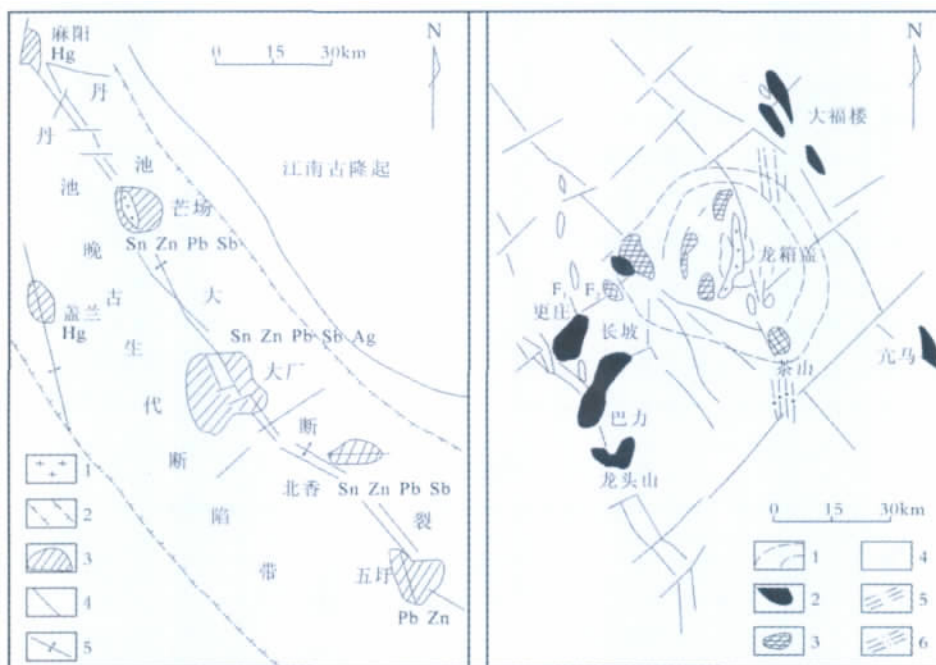 麻阳
Hg
0 15 30km
N
丹池大断裂
江南古隆起
丹池晚古生代断陷带
芒场
Sn Zn Pb Sb
盖兰
Hg
Sn Zn Pb Sb Ag
大厂
北香 Sn Zn Pb Sb
五圩
Pb Zn
1
2
3
4
5
N
大福楼
龙箱盖
F₁ F₂
更庄
长坡
茶山
亢马
巴力
龙头山
0 15 30km
1
2
3
4
5
6